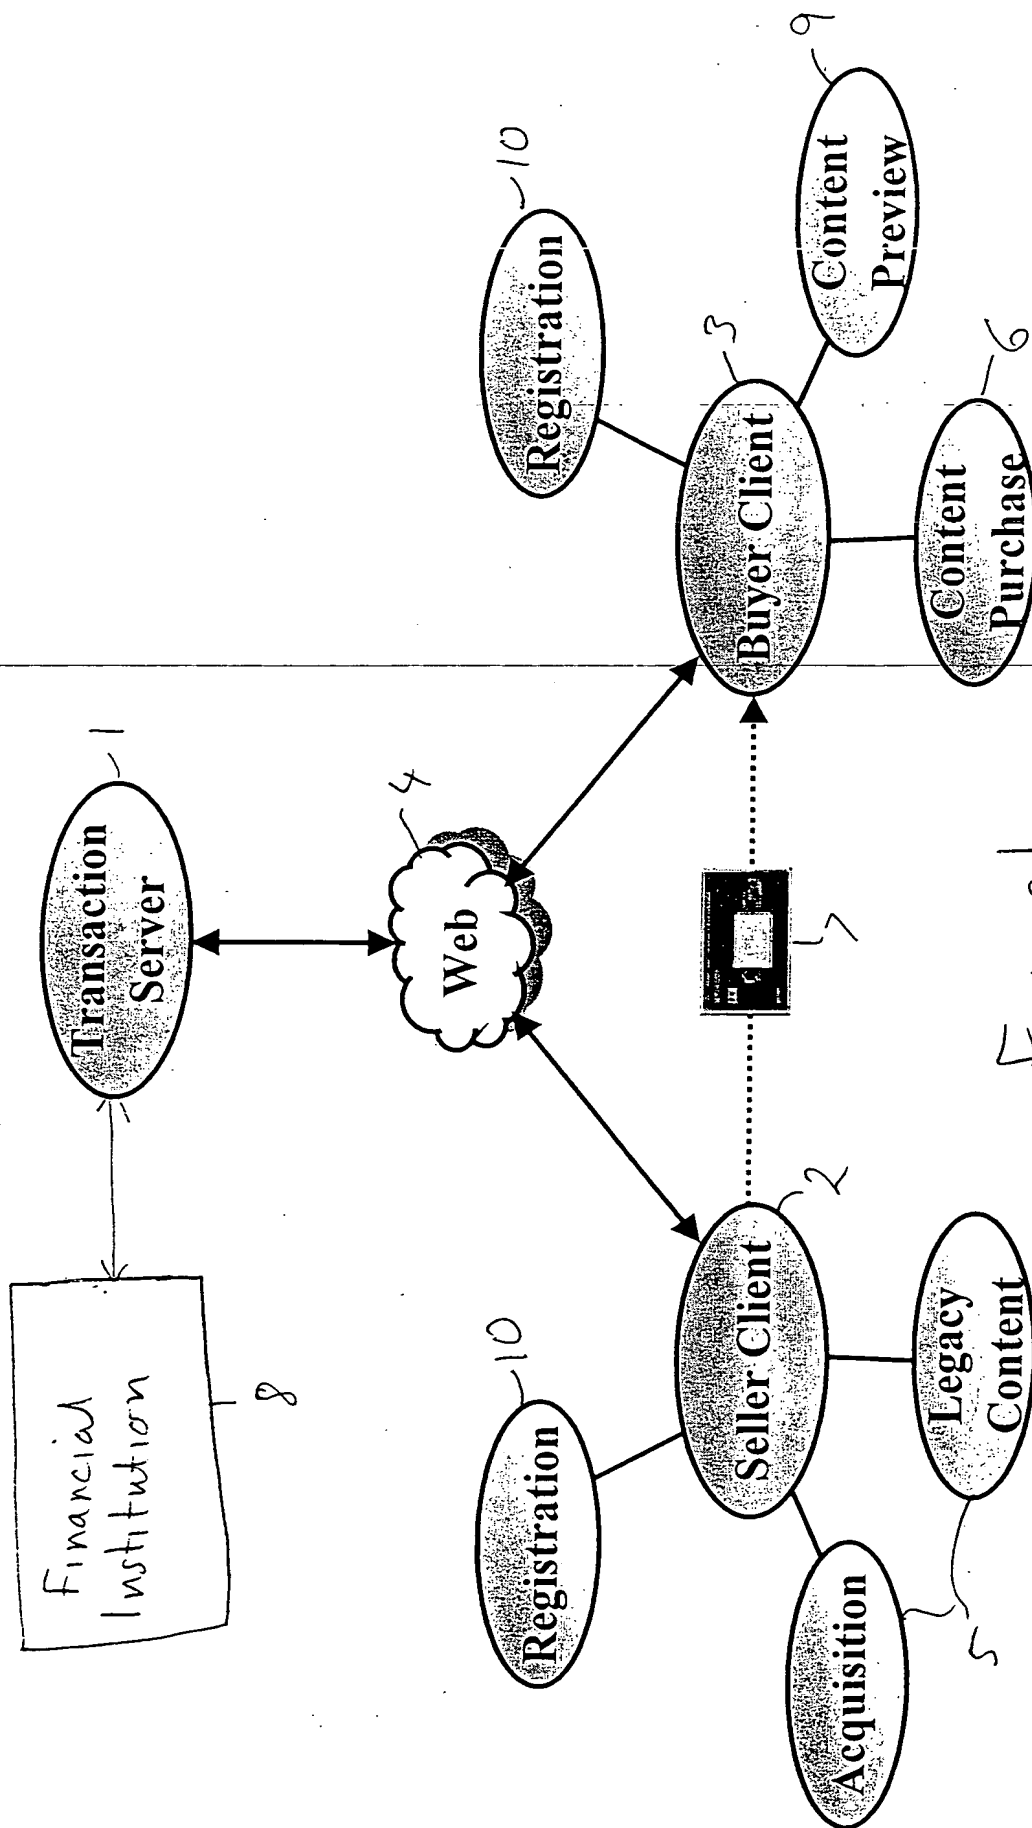 Financial
Institution
8
Transaction
Server
1
Web
4
10
Registration
10
Registration
Seller Client
2
7
Buyer Client
3
Acquisition
5
Legacy
Content
Content
Purchase
6
Content
Preview
9